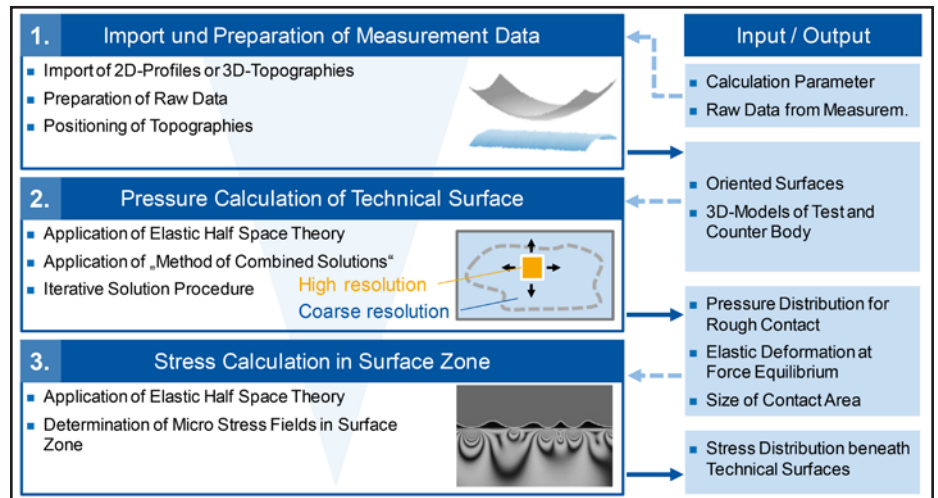 1. Import und Preparation of Measurement Data
Import of 2D-Profiles or 3D-Topographies
Preparation of Raw Data
Positioning of Topographies
2. Pressure Calculation of Technical Surface
Application of Elastic Half Space Theory
Application of „Method of Combined Solutions“
Iterative Solution Procedure
High resolution
Coarse resolution
3. Stress Calculation in Surface Zone
Application of Elastic Half Space Theory
Determination of Micro Stress Fields in Surface
Zone
Input / Output
Calculation Parameter
Raw Data from Measurem.
Oriented Surfaces
3D-Models of Test and
Counter Body
Pressure Distribution for
Rough Contact
Elastic Deformation at
Force Equilibrium
Size of Contact Area
Stress Distribution beneath
Technical Surfaces